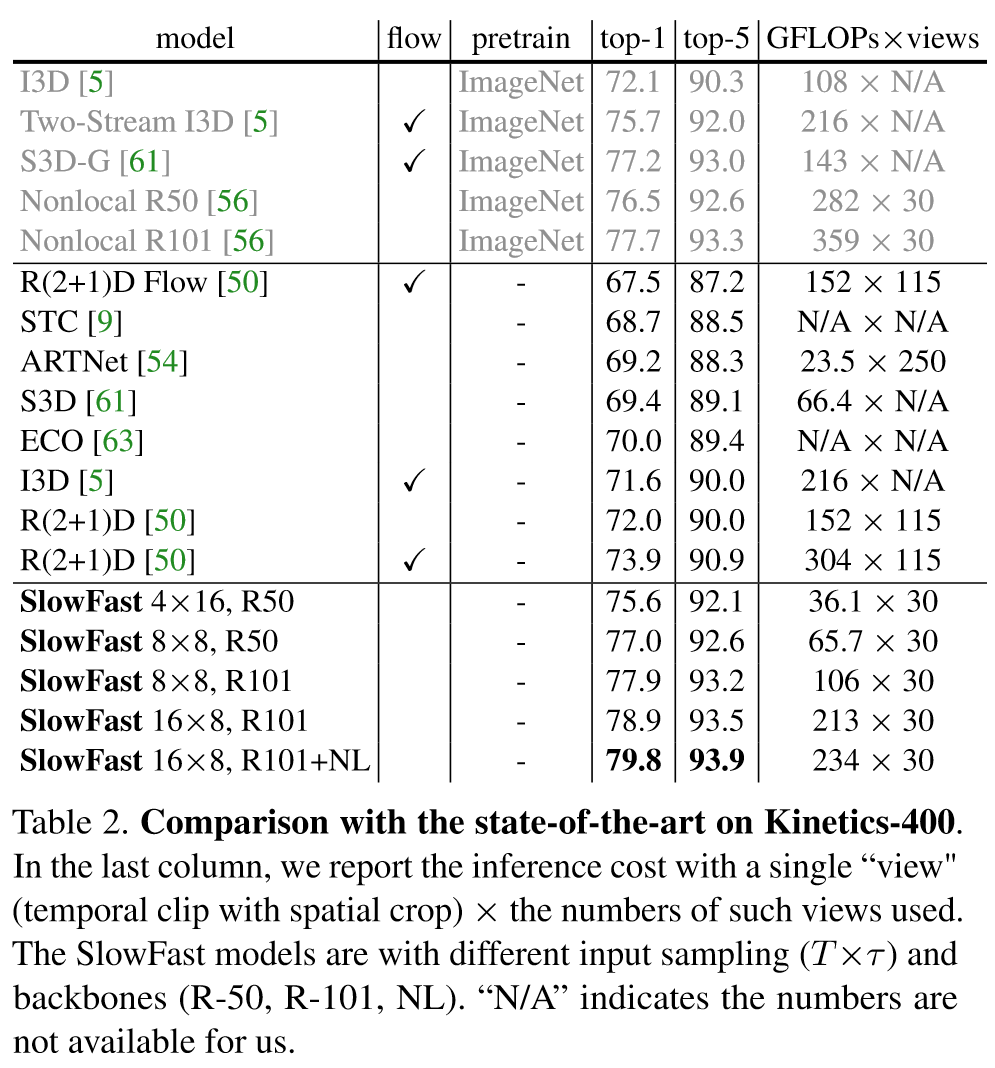 model flow pretrain top-1 top-5 GFLOPs×views
I3D [5] ImageNet 72.1 90.3 108 × N/A
Two-Stream I3D [5] ✓ ImageNet 75.7 92.0 216 × N/A
S3D-G [61] ✓ ImageNet 77.2 93.0 143 × N/A
Nonlocal R50 [56] ImageNet 76.5 92.6 282 × 30
Nonlocal R101 [56] ImageNet 77.7 93.3 359 × 30
R(2+1)D Flow [50] ✓ - 67.5 87.2 152 × 115
STC [9] - 68.7 88.5 N/A × N/A
ARTNet [54] - 69.2 88.3 23.5 × 250
S3D [61] - 69.4 89.1 66.4 × N/A
ECO [63] - 70.0 89.4 N/A × N/A
I3D [5] ✓ - 71.6 90.0 216 × N/A
R(2+1)D [50] - 72.0 90.0 152 × 115
R(2+1)D [50] ✓ - 73.9 90.9 304 × 115
SlowFast 4×16, R50 - 75.6 92.1 36.1 × 30
SlowFast 8×8, R50 - 77.0 92.6 65.7 × 30
SlowFast 8×8, R101 - 77.9 93.2 106 × 30
SlowFast 16×8, R101 - 78.9 93.5 213 × 30
SlowFast 16×8, R101+NL - 79.8 93.9 234 × 30
Table 2. Comparison with the state-of-the-art on Kinetics-400.
In the last column, we report the inference cost with a single “view"
(temporal clip with spatial crop) × the numbers of such views used.
The SlowFast models are with different input sampling (T×τ) and
backbones (R-50, R-101, NL). “N/A” indicates the numbers are
not available for us.